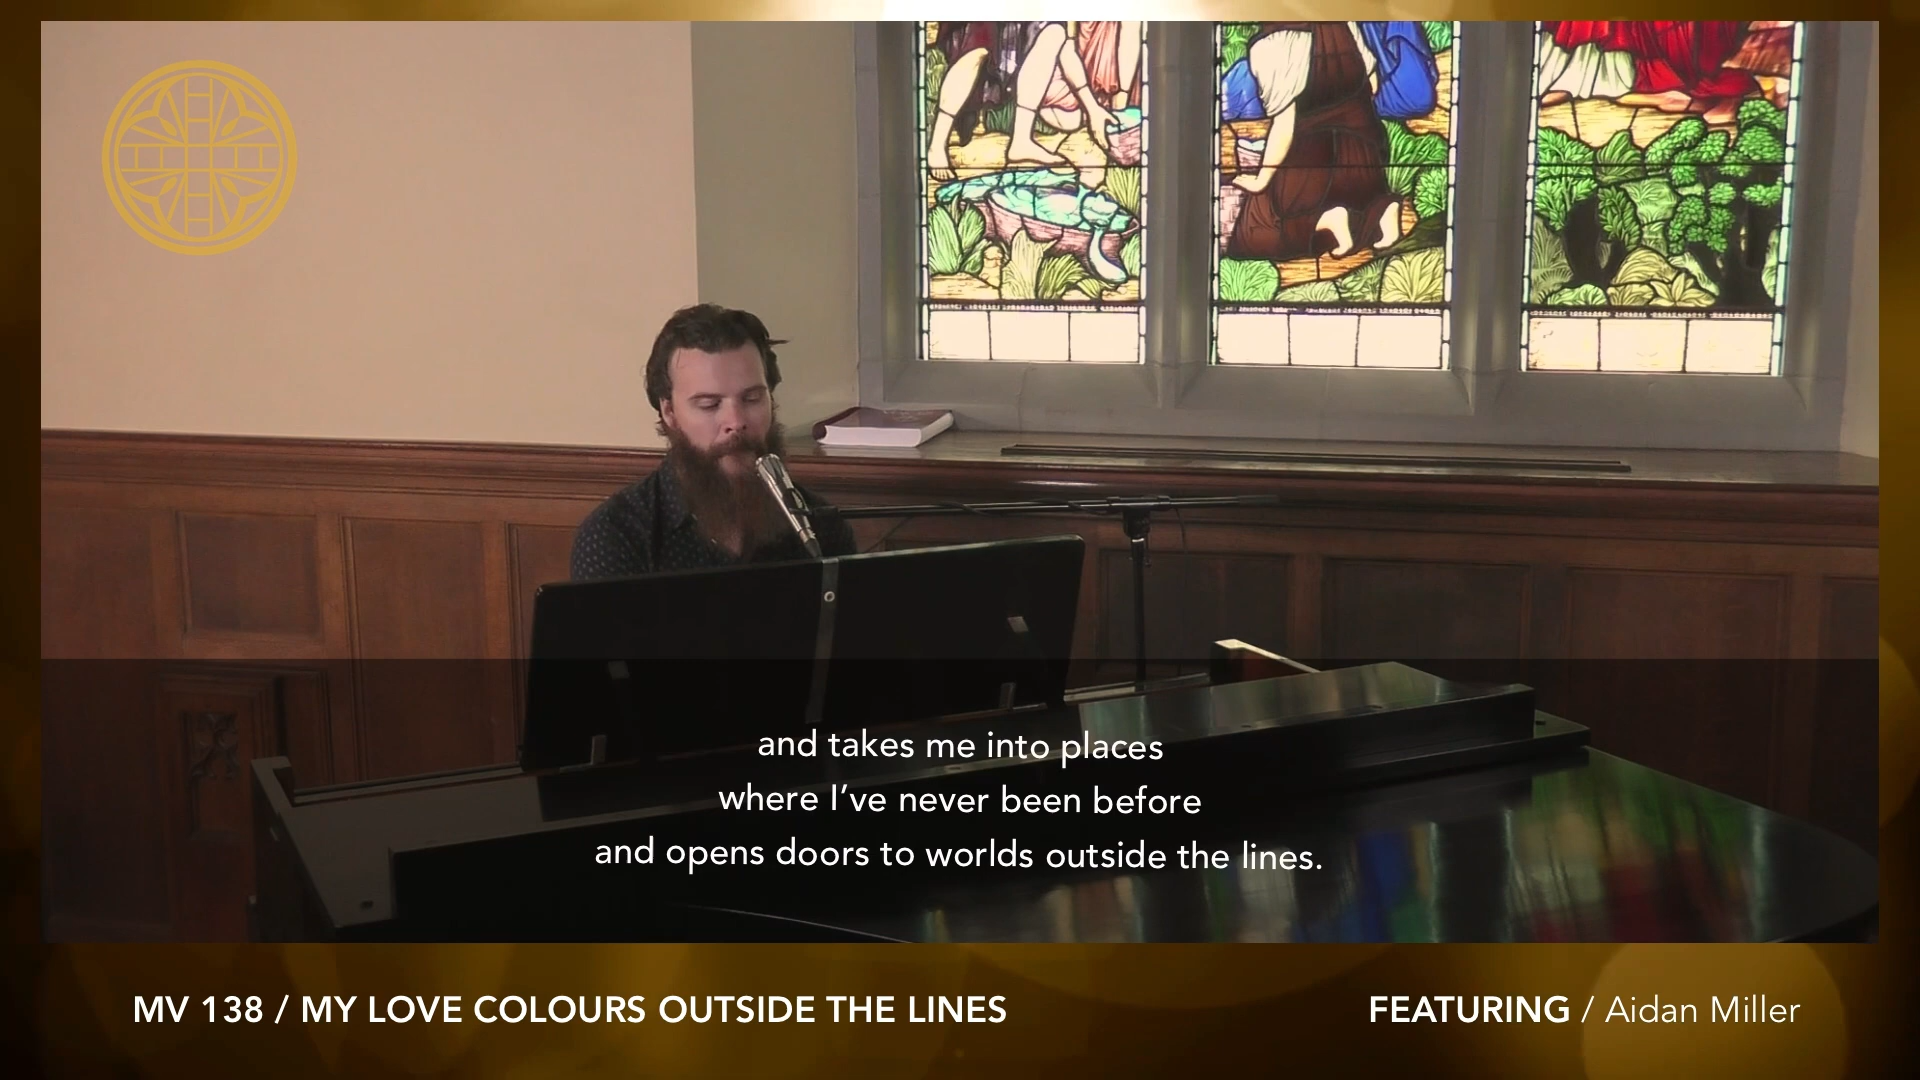 and takes me into places
where I've never been before
and opens doors to worlds outside the lines.
MV 138 / MY LOVE COLOURS OUTSIDE THE LINES
FEATURING / Aidan Miller